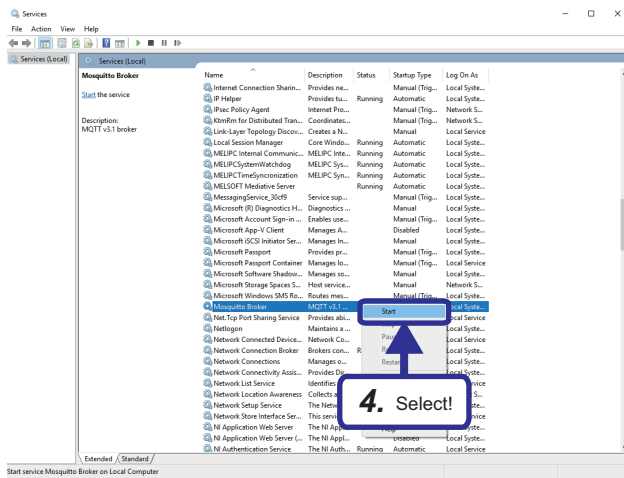 Services
File Action View Help
Services (Local)
Services (Local)
Mosquitto Broker
Start the service
Description:
MQTT v3.1 broker
Name Description Status Startup Type Log On As
Internet Connection Sharin... Provides ne... Manual (Trig... Local Syste...
IP Helper Provides tu... Running Automatic Local Syste...
IPsec Policy Agent Internet Pro... Manual (Trig... Network S...
KtmRm for Distributed Tran... Coordinates... Manual (Trig... Network S...
Link-Layer Topology Discov... Creates a N... Manual Local Service
Local Session Manager Core Windo... Running Automatic Local Syste...
MELIPC Internal Communic... MELIPC Inte... Running Automatic Local Syste...
MELIPCSystemWatchdog MELIPC Sys... Running Automatic Local Syste...
MELIPCTimeSyncronization MELIPC Syn... Running Automatic Local Syste...
MELSOFT Mediative Server Running Automatic Local Syste...
MessagingService_30cf9 Service sup... Manual (Trig... Local Syste...
Microsoft (R) Diagnostics H... Diagnostics ... Manual Local Syste...
Microsoft Account Sign-in ... Enables use... Manual (Trig... Local Syste...
Microsoft App-V Client Manages A... Disabled Local Syste...
Microsoft iSCSI Initiator Ser... Manages In... Manual Local Syste...
Microsoft Passport Provides pr... Manual (Trig... Local Syste...
Microsoft Passport Container Manages lo... Manual (Trig... Local Service
Microsoft Software Shadow... Manages so... Manual Local Syste...
Microsoft Storage Spaces S... Host service... Manual Network S...
Microsoft Windows SMS Ro... Routes mes... Manual (Trig... Local Syste...
Mosquitto Broker MQTT v3.1 ... Local Syste...
Start
Net.Tcp Port Sharing Service Provides abi... Local Service
Netlogon Maintains a ... Local Syste...
Network Connected Device... Network Co... Local Service
Network Connection Broker Brokers con... Local Syste...
Network Connections Manages o... Local Syste...
Network Connectivity Assis... Provides Dir...
Network List Service Identifies
Network Location Awareness Collects a
Network Setup Service The Netw
Network Store Interface Ser... This servi
NI Application Web Server The NI App
NI Application Web Server (... The NI Appl... Disabled Local Syste...
NI Authentication Service The NI Auth... Running Automatic Local Service
4. Select!
Extended Standard
Start service Mosquitto Broker on Local Computer